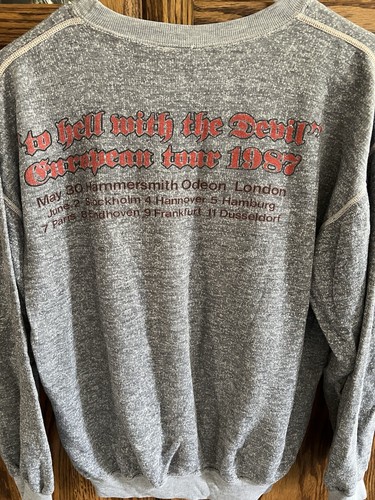 "to hell with the Devil"
European tour 1987
May 30 Hammersmith Odeon London
June 2 Stockholm 4 Hannover 5 Hamburg
7 Paris 8 Eindhoven 9 Frankfurt 11 Düsseldorf